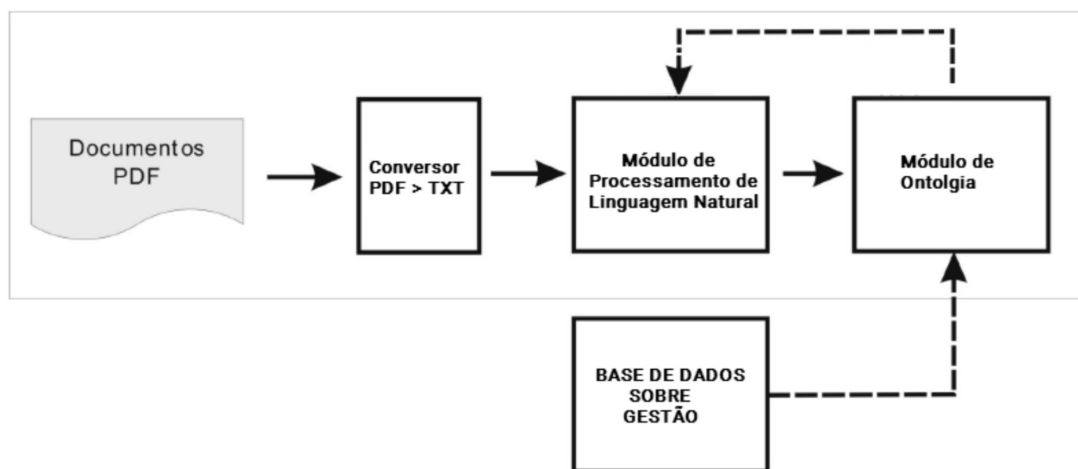 Documentos
PDF
Conversor
PDF > TXT
Módulo de
Processamento de
Linguagem Natural
Módulo de
Ontolgia
BASE DE DADOS
SOBRE
GESTÃO